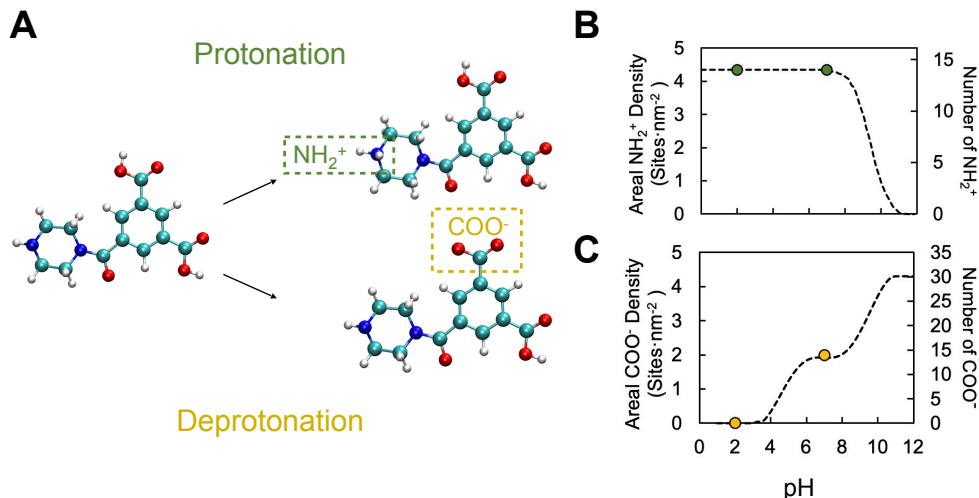 A
Protonation
NH₂⁺
COO⁻
Deprotonation
B
Areal NH₂⁺ Density
(Sites·nm⁻²)
5
4
3
2
1
0
15
10
5
0
Number of NH₂⁺
C
Areal COO⁻ Density
(Sites·nm⁻²)
5
4
3
2
1
0
35
30
25
20
15
10
5
0
Number of COO⁻
0 2 4 6 8 10 12
pH